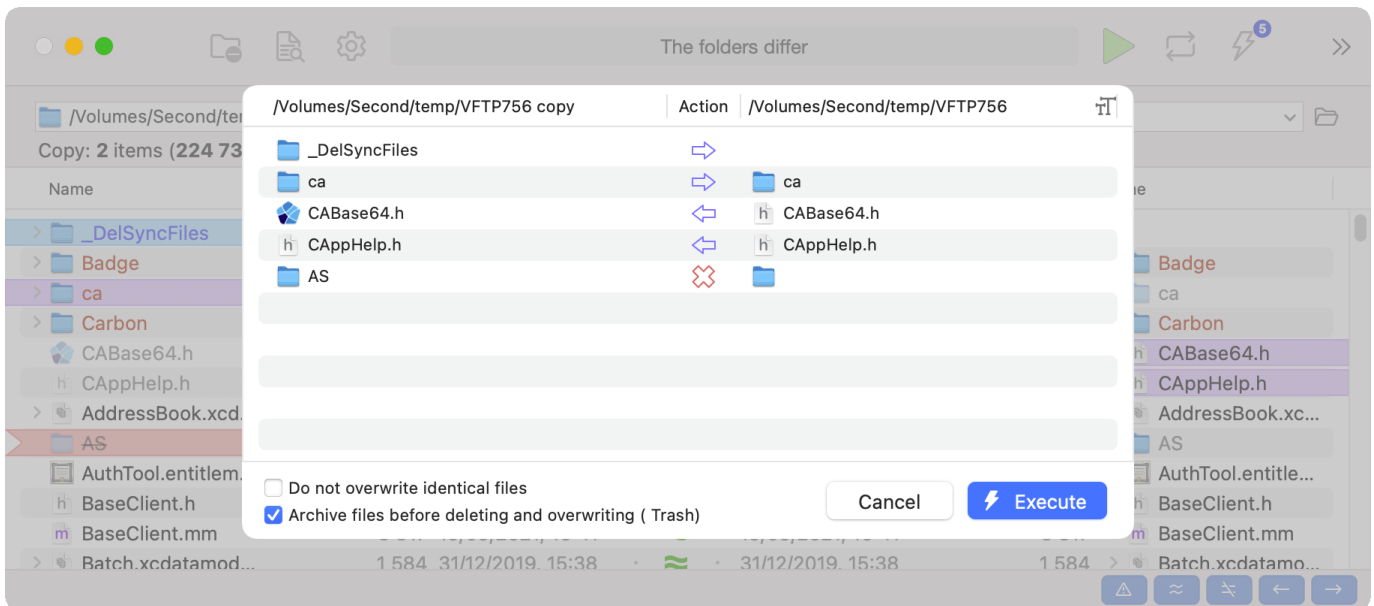 The folders differ
5
/Volumes/Second/temp/VFTP756 copy Action /Volumes/Second/temp/VFTP756
/Volumes/Second/ter
Copy: 2 items (224 73
Name
_DelSyncFiles
ca ca
CABase64.h CABase64.h
h CAppHelp.h h CAppHelp.h
AS
_DelSyncFiles
Badge Badge
ca ca
Carbon Carbon
CABase64.h h CABase64.h
h CAppHelp.h h CAppHelp.h
AddressBook.xcd. AddressBook.xc...
AS AS
AuthTool.entitlem. AuthTool.entitle...
h BaseClient.h h BaseClient.h
m BaseClient.mm m BaseClient.mm
Batch.xcdatamod... 1 584 31/12/2019, 15:38 31/12/2019, 15:38 1 584 Batch.xcdatamo...
Do not overwrite identical files
Archive files before deleting and overwriting ( Trash)
Cancel Execute